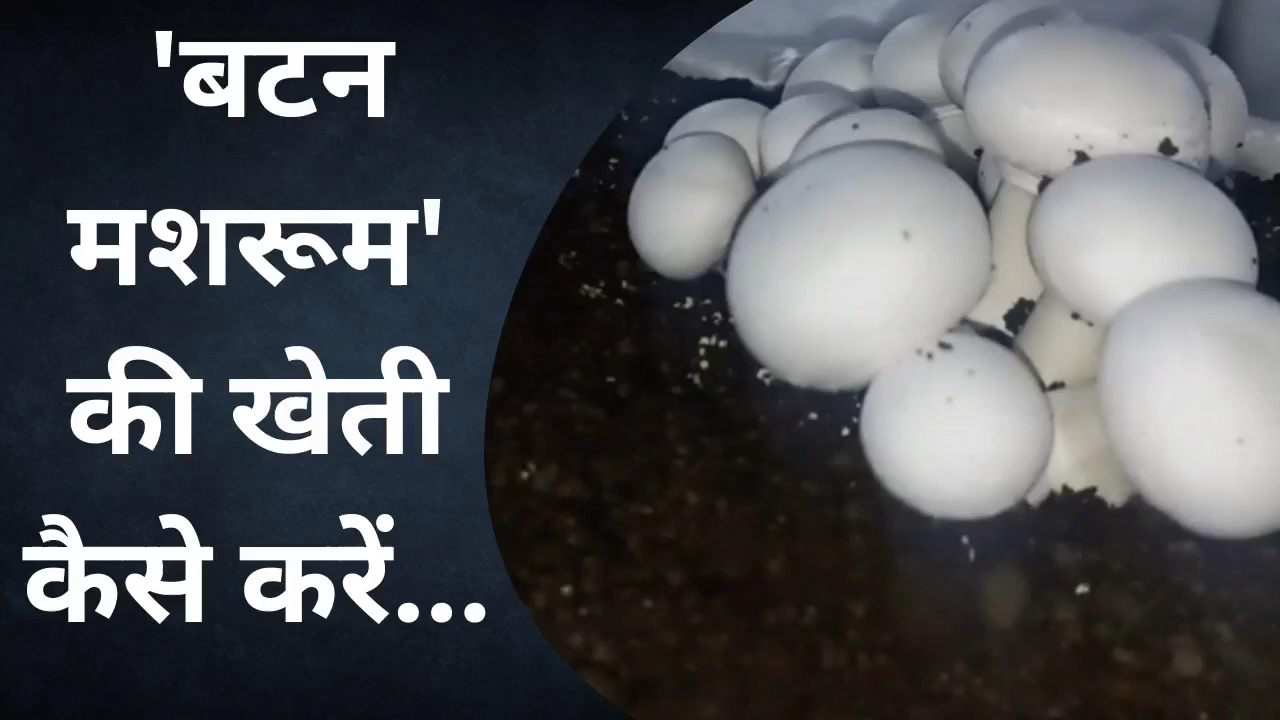 'बटन
मशरूम'
की खेती
कैसे करें...